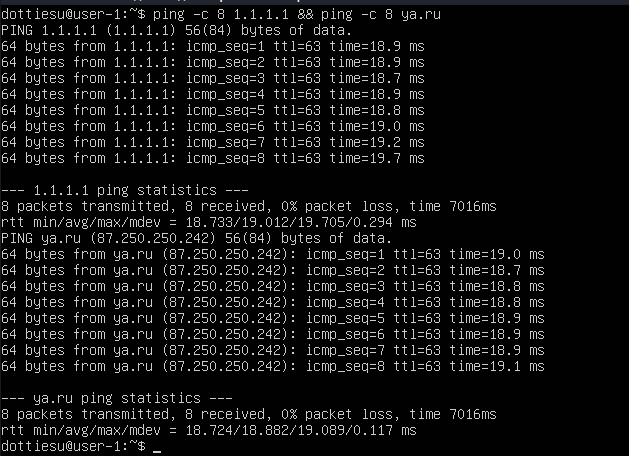 dottiesu@user-1:~$ ping -c 8 1.1.1.1 && ping -c 8 ya.ru
PING 1.1.1.1 (1.1.1.1) 56(84) bytes of data.
64 bytes from 1.1.1.1: icmp_seq=1 ttl=63 time=18.9 ms
64 bytes from 1.1.1.1: icmp_seq=2 ttl=63 time=18.9 ms
64 bytes from 1.1.1.1: icmp_seq=3 ttl=63 time=18.7 ms
64 bytes from 1.1.1.1: icmp_seq=4 ttl=63 time=18.9 ms
64 bytes from 1.1.1.1: icmp_seq=5 ttl=63 time=18.8 ms
64 bytes from 1.1.1.1: icmp_seq=6 ttl=63 time=19.0 ms
64 bytes from 1.1.1.1: icmp_seq=7 ttl=63 time=19.2 ms
64 bytes from 1.1.1.1: icmp_seq=8 ttl=63 time=19.7 ms
--- 1.1.1.1 ping statistics ---
8 packets transmitted, 8 received, 0% packet loss, time 7016ms
rtt min/avg/max/mdev = 18.733/19.012/19.705/0.294 ms
PING ya.ru (87.250.250.242) 56(84) bytes of data.
64 bytes from ya.ru (87.250.250.242): icmp_seq=1 ttl=63 time=19.0 ms
64 bytes from ya.ru (87.250.250.242): icmp_seq=2 ttl=63 time=18.7 ms
64 bytes from ya.ru (87.250.250.242): icmp_seq=3 ttl=63 time=18.8 ms
64 bytes from ya.ru (87.250.250.242): icmp_seq=4 ttl=63 time=18.8 ms
64 bytes from ya.ru (87.250.250.242): icmp_seq=5 ttl=63 time=18.9 ms
64 bytes from ya.ru (87.250.250.242): icmp_seq=6 ttl=63 time=18.9 ms
64 bytes from ya.ru (87.250.250.242): icmp_seq=7 ttl=63 time=18.9 ms
64 bytes from ya.ru (87.250.250.242): icmp_seq=8 ttl=63 time=19.1 ms
--- ya.ru ping statistics ---
8 packets transmitted, 8 received, 0% packet loss, time 7016ms
rtt min/avg/max/mdev = 18.724/18.882/19.089/0.117 ms
dottiesu@user-1:~$ _